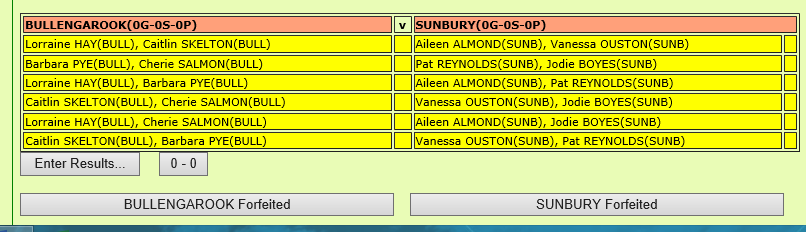 BULLENGAROOK(0G-0S-0P) v SUNBURY(0G-0S-0P)
Lorraine HAY(BULL), Caitlin SKELTON(BULL) Aileen ALMOND(SUNB), Vanessa OUSTON(SUNB)
Barbara PYE(BULL), Cherie SALMON(BULL) Pat REYNOLDS(SUNB), Jodie BOYES(SUNB)
Lorraine HAY(BULL), Barbara PYE(BULL) Aileen ALMOND(SUNB), Pat REYNOLDS(SUNB)
Caitlin SKELTON(BULL), Cherie SALMON(BULL) Vanessa OUSTON(SUNB), Jodie BOYES(SUNB)
Lorraine HAY(BULL), Cherie SALMON(BULL) Aileen ALMOND(SUNB), Jodie BOYES(SUNB)
Caitlin SKELTON(BULL), Barbara PYE(BULL) Vanessa OUSTON(SUNB), Pat REYNOLDS(SUNB)
Enter Results... 0 - 0
BULLENGAROOK Forfeited SUNBURY Forfeited